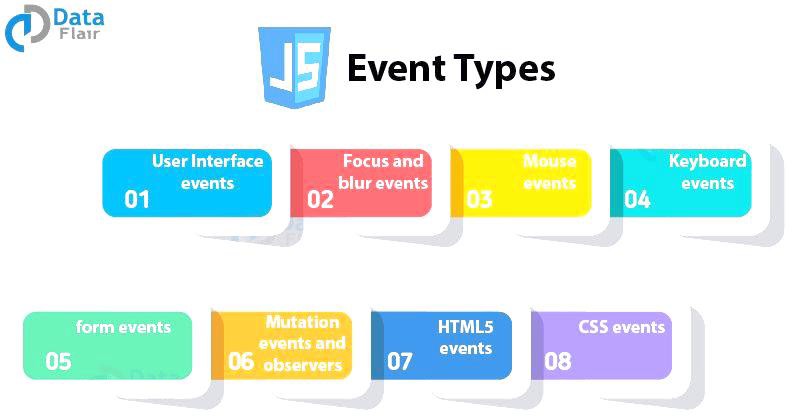 Data
Flair
JS
Event Types
User Interface
events
01
Focus and
blur events
02
Mouse
events
03
Keyboard
events
04
form events
05
Mutation
events and
observers
06
HTML5
events
07
CSS events
08
Data